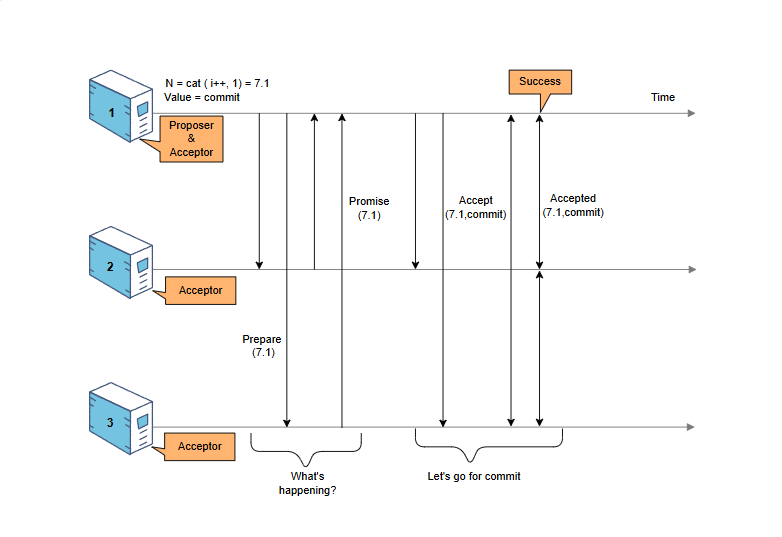 N = cat ( i++, 1) = 7.1
Value = commit
Success
Time
1
Proposer
&
Acceptor
Promise
(7.1)
Accept
(7.1,commit)
Accepted
(7.1,commit)
2
Acceptor
Prepare
(7.1)
3
Acceptor
What's
happening?
Let's go for commit